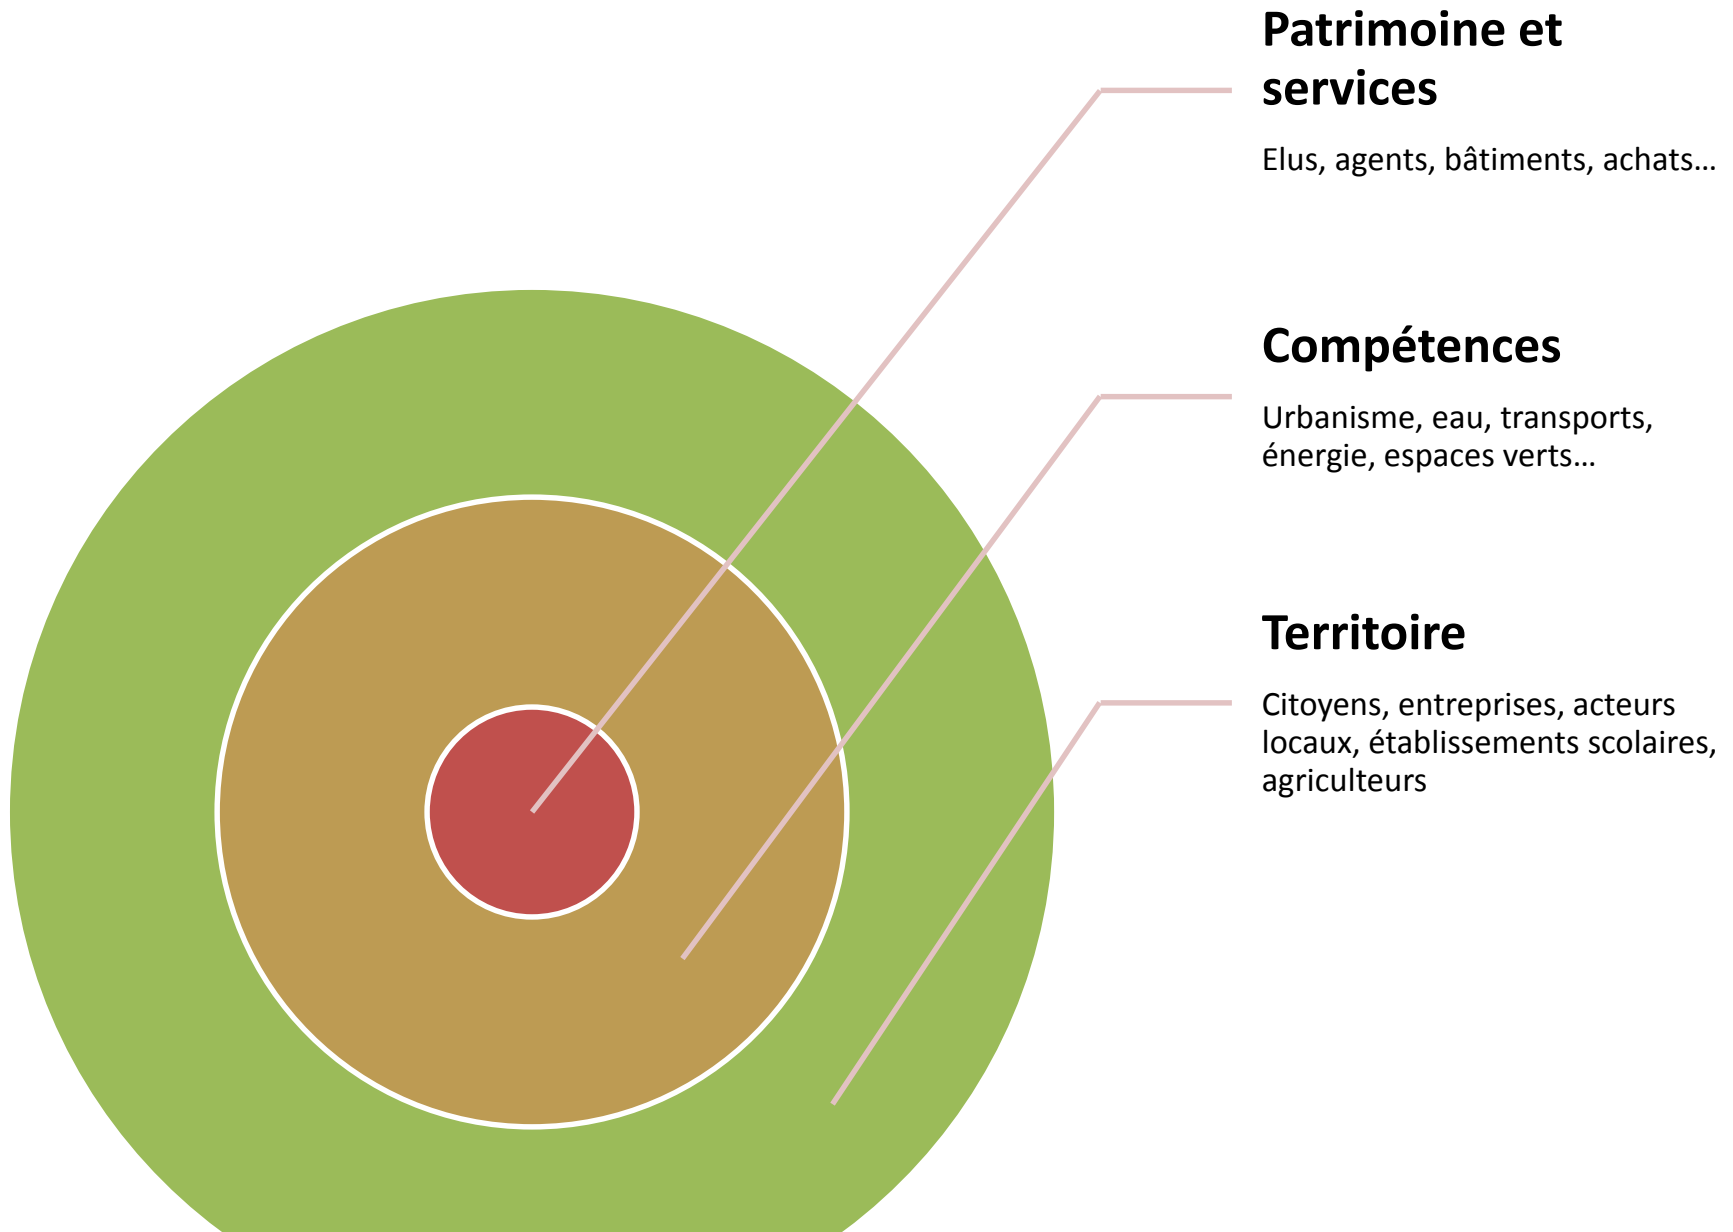 Patrimoine et
services
Elus, agents, bâtiments, achats…
Compétences
Urbanisme, eau, transports,
énergie, espaces verts…
Territoire
Citoyens, entreprises, acteurs
locaux, établissements scolaires,
agriculteurs